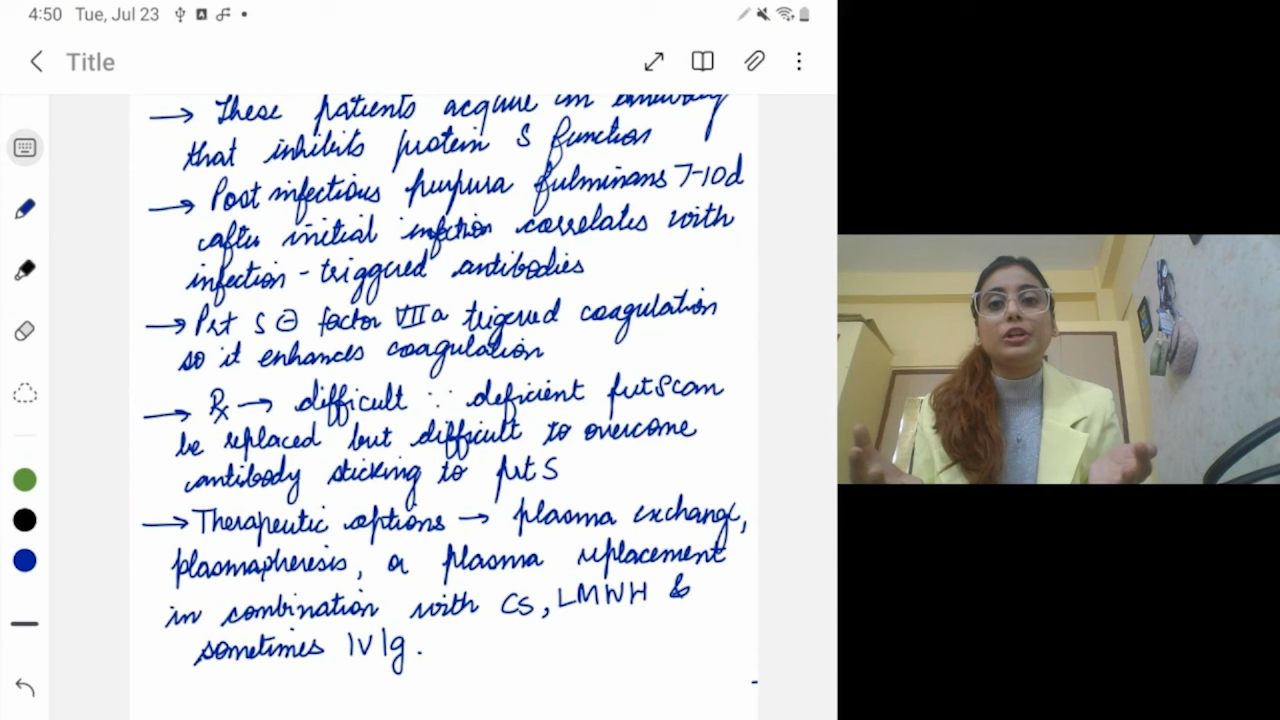 4:50 Tue, Jul 23
Title
→ These patients acquire an
that inhibits protein S function
→ Post infectious purpura fulminans 7-10d
after initial infection correlates with
infection - triggered antibodies
→ Prt S ⊖ factor VII a trigered coagulation
so it enhances coagulation
→ Rx → difficult ∵ deficient prt S can
be replaced but difficult to overcome
antibody sticking to prt S
→ Therapeutic options → plasma exchange,
plasmapheresis, or plasma replacement
in combination with CS, LMWH &
sometimes IVIg.